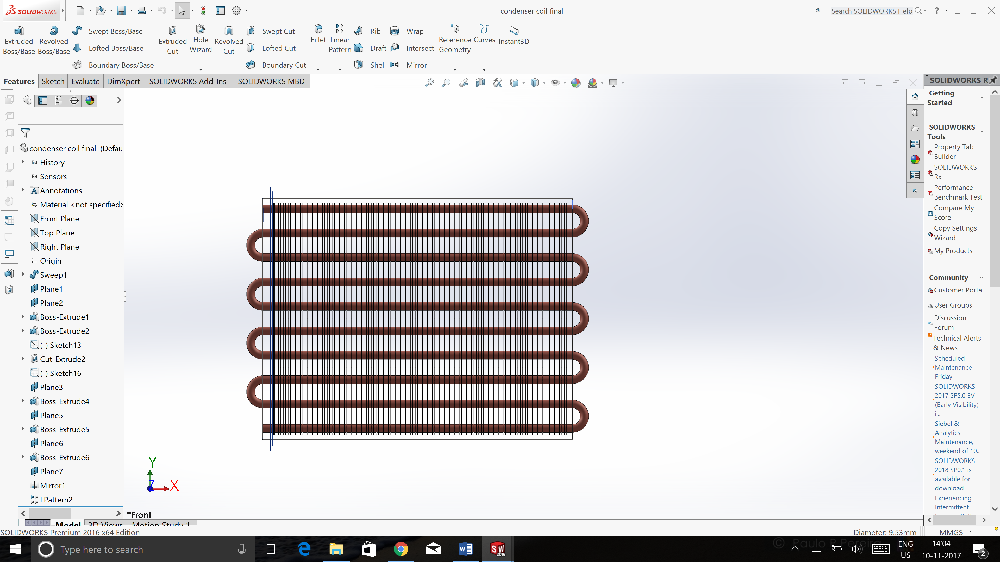 SOLIDWORKS
condenser coil final
Search SOLIDWORKS Help
?
Extruded Boss/Base
Revolved Boss/Base
Swept Boss/Base
Lofted Boss/Base
Boundary Boss/Base
Extruded Cut
Hole Wizard
Revolved Cut
Swept Cut
Lofted Cut
Boundary Cut
Fillet
Linear Pattern
Rib
Draft
Shell
Wrap
Intersect
Mirror
Reference Geometry
Curves
Instant3D
Features
Sketch
Evaluate
DimXpert
SOLIDWORKS Add-Ins
SOLIDWORKS MBD
condenser coil final (Defau
History
Sensors
Annotations
Material <not specified>
Front Plane
Top Plane
Right Plane
Origin
Sweep1
Plane1
Plane2
Boss-Extrude1
Boss-Extrude2
(-) Sketch13
Cut-Extrude2
(-) Sketch16
Plane3
Boss-Extrude4
Plane5
Boss-Extrude5
Plane6
Boss-Extrude6
Plane7
Mirror1
LPattern2
Y
Z
X
*Front
Model
3D Views
Motion Study 1
SOLIDWORKS R
Getting
Started
SOLIDWORKS
Tools
Property Tab
Builder
SOLIDWORKS
Rx
Performance
Benchmark Test
Compare My
Score
Copy Settings
Wizard
My Products
Community
Customer Portal
User Groups
Discussion
Forum
Technical Alerts
& News
Scheduled
Maintenance
Friday
SOLIDWORKS
2017 SP5.0 EV
(Early Visibility)
i...
Siebel &
Analytics
Maintenance,
weekend of 10...
SOLIDWORKS
2018 SP0.1 is
available for
download
Experiencing
Intermittent
SOLIDWORKS Premium 2016 x64 Edition
Diameter: 9.53mm
MMGS
Type here to search
SW
2016
© Paulo P Pereira
ENG
US
14:04
10-11-2017
2